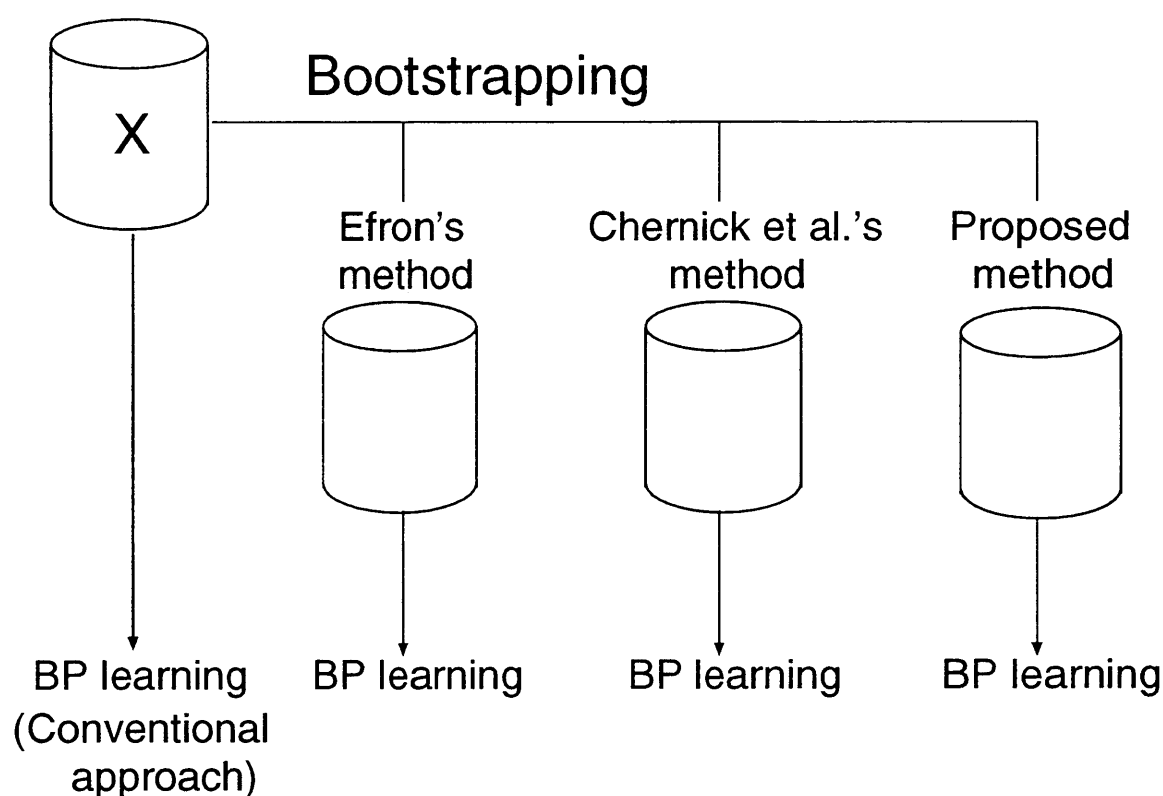 Bootstrapping
X
Efron's
method
Chernick et al.'s
method
Proposed
method
BP learning
(Conventional
approach)
BP learning
BP learning
BP learning